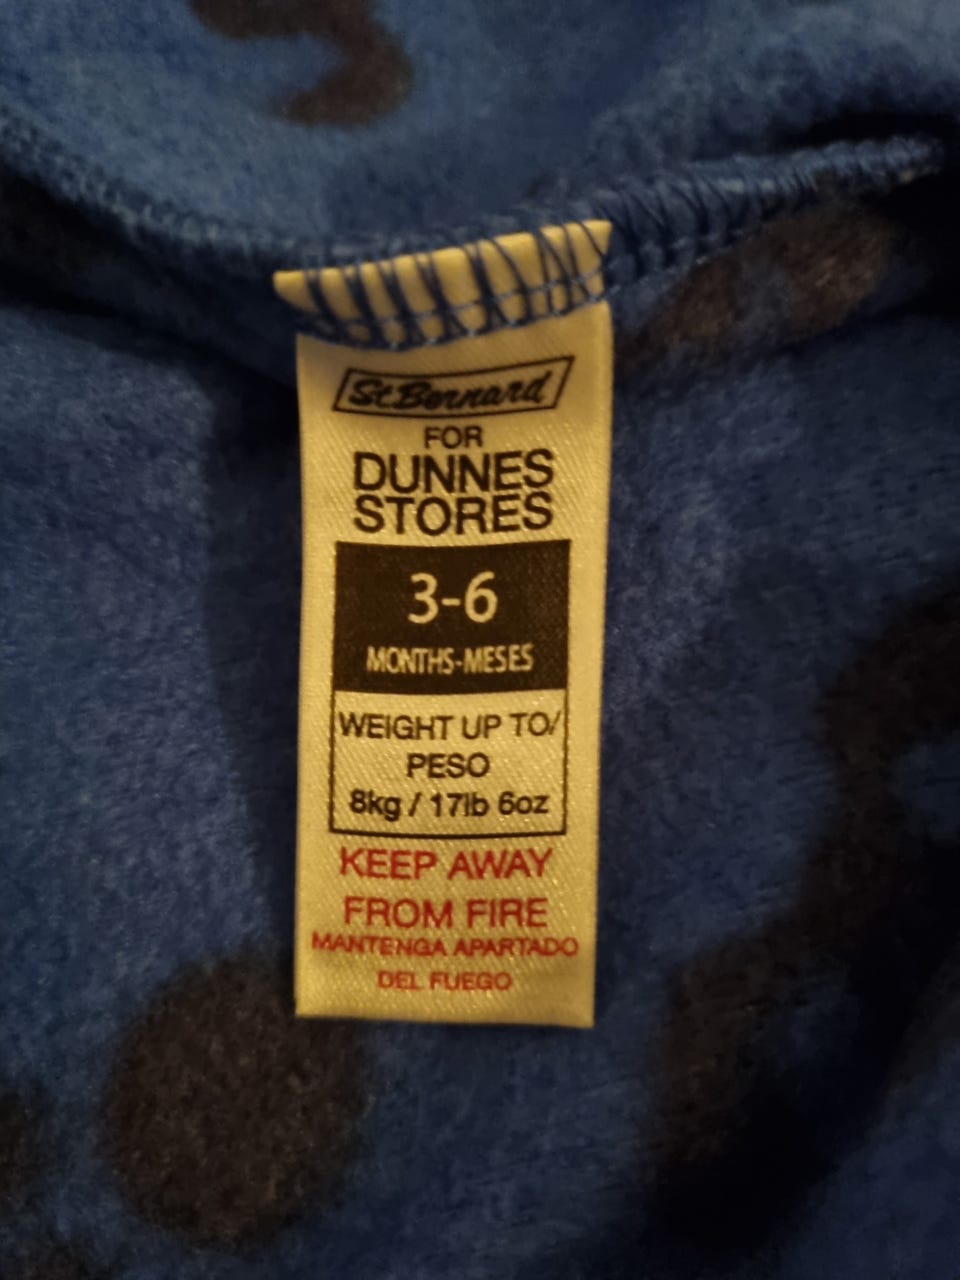 St.Bernard
FOR
DUNNES
STORES
3-6
MONTHS-MESES
WEIGHT UP TO/
PESO
8kg / 17lb 6oz
KEEP AWAY
FROM FIRE
MANTENGA APARTADO
DEL FUEGO